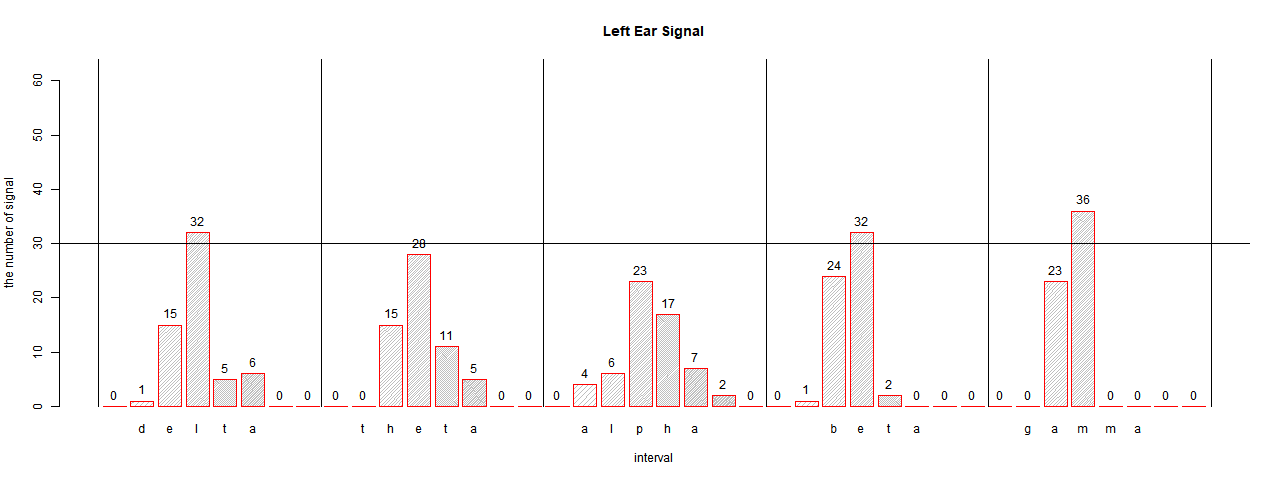 Left Ear Signal
the number of signal
60
50
40
30
20
10
0
0 1 15 32 5 6 0 0
0 0 15 28 11 5 0 0
0 4 6 23 17 7 2 0
0 1 24 32 2 0 0 0
0 0 23 36 0 0 0 0
d e l t a t h e t a a l p h a b e t a g a m m a
interval